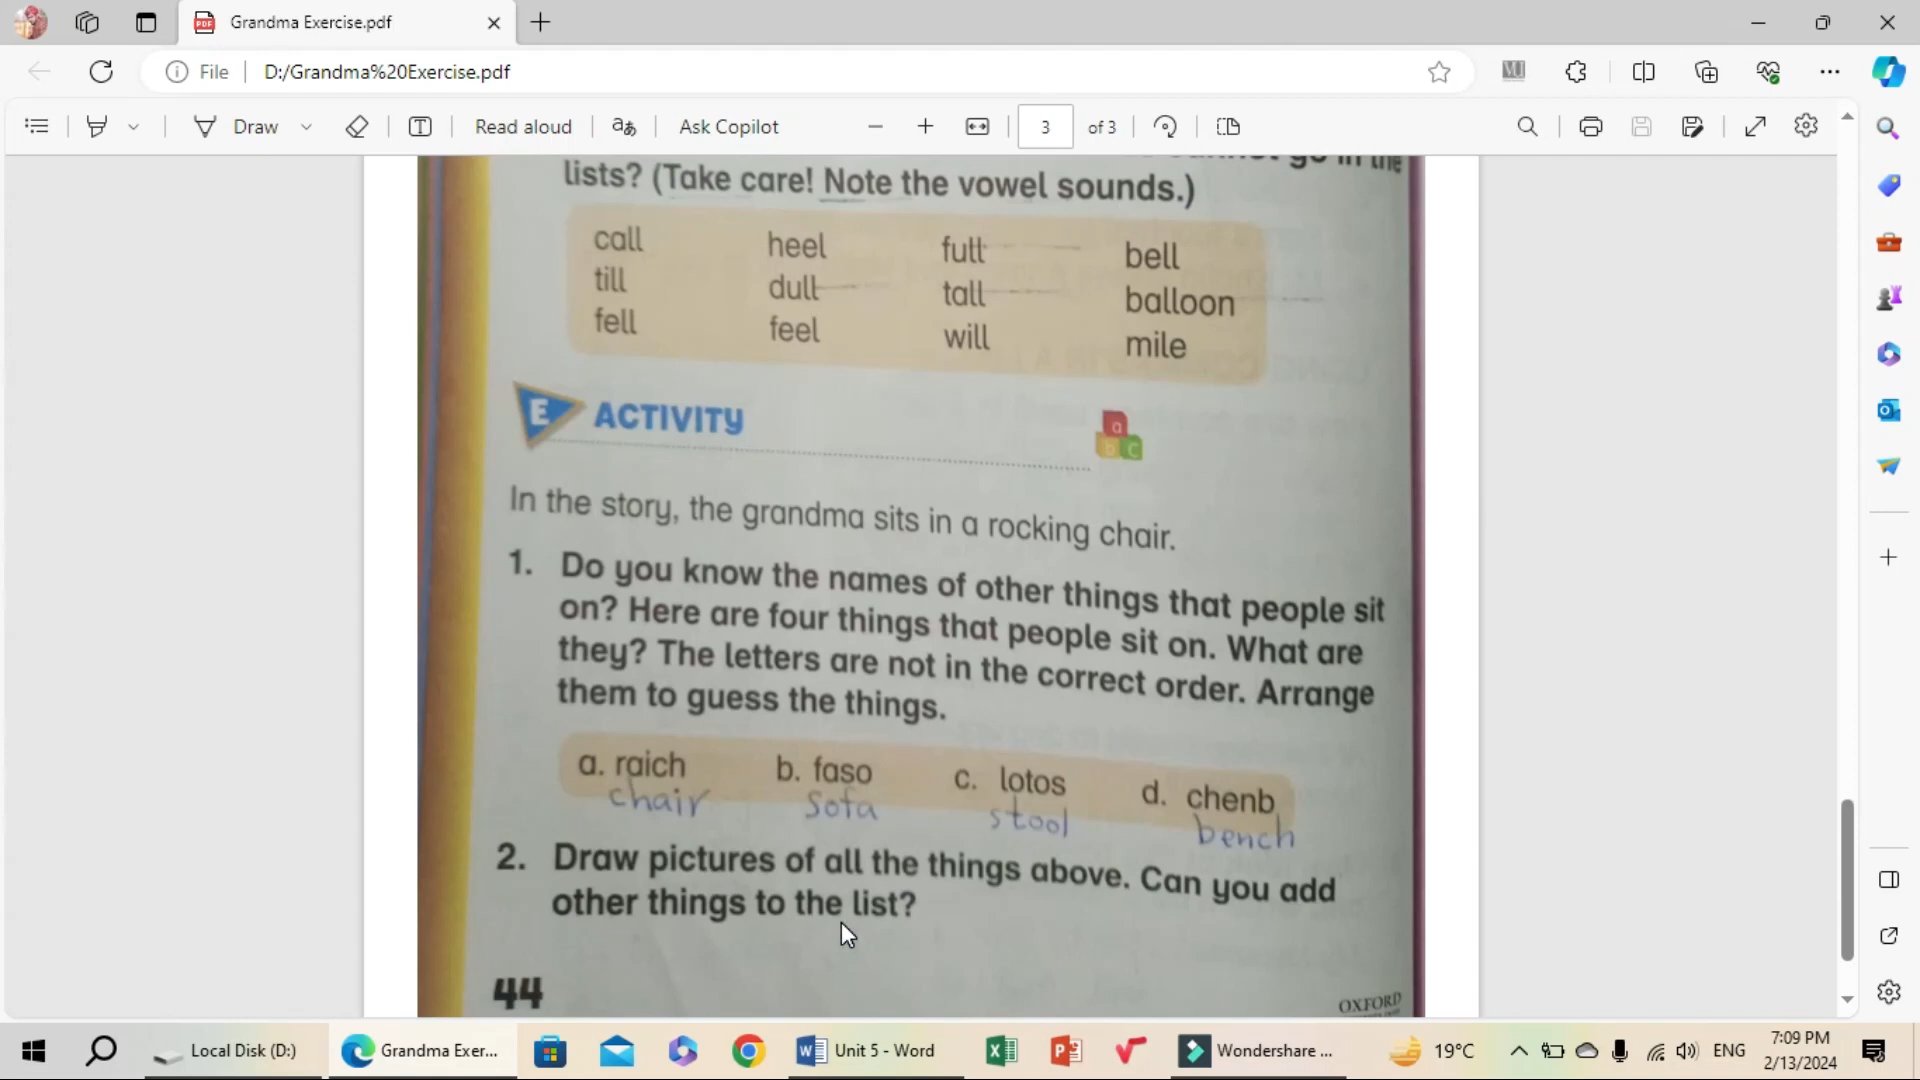 Grandma Exercise.pdf
File D:/Grandma%20Exercise.pdf
Draw Read aloud aあ Ask Copilot 3 of 3
go in the
lists? (Take care! Note the vowel sounds.)
call heel full bell
till dull tall balloon
fell feel will mile
E ACTIVITY
a b c
In the story, the grandma sits in a rocking chair.
1. Do you know the names of other things that people sit
on? Here are four things that people sit on. What are
they? The letters are not in the correct order. Arrange
them to guess the things.
a. raich b. faso c. lotos d. chenb
chair sofa stool bench
2. Draw pictures of all the things above. Can you add
other things to the list?
44
OXFORD
Local Disk (D:) Grandma Exer... Unit 5 - Word Wondershare ... 19°C ENG 7:09 PM
2/13/2024